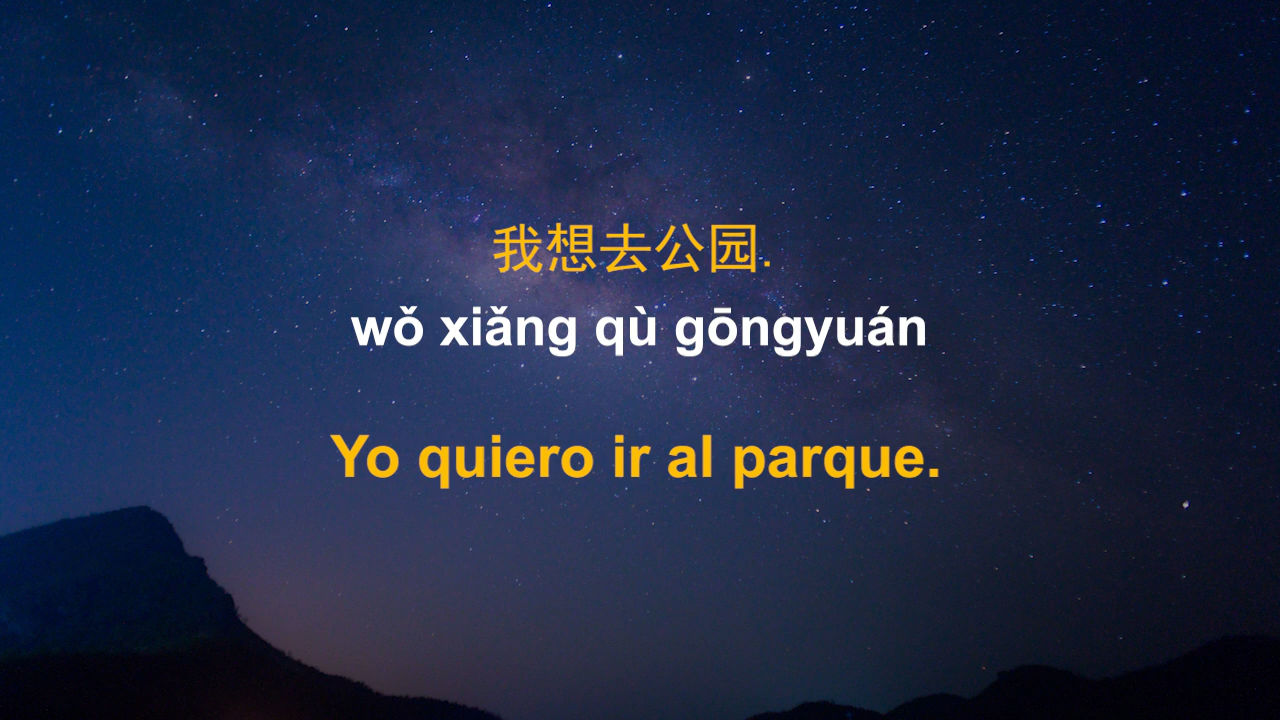 我想去公园.
wǒ xiǎng qù gōngyuán
Yo quiero ir al parque.